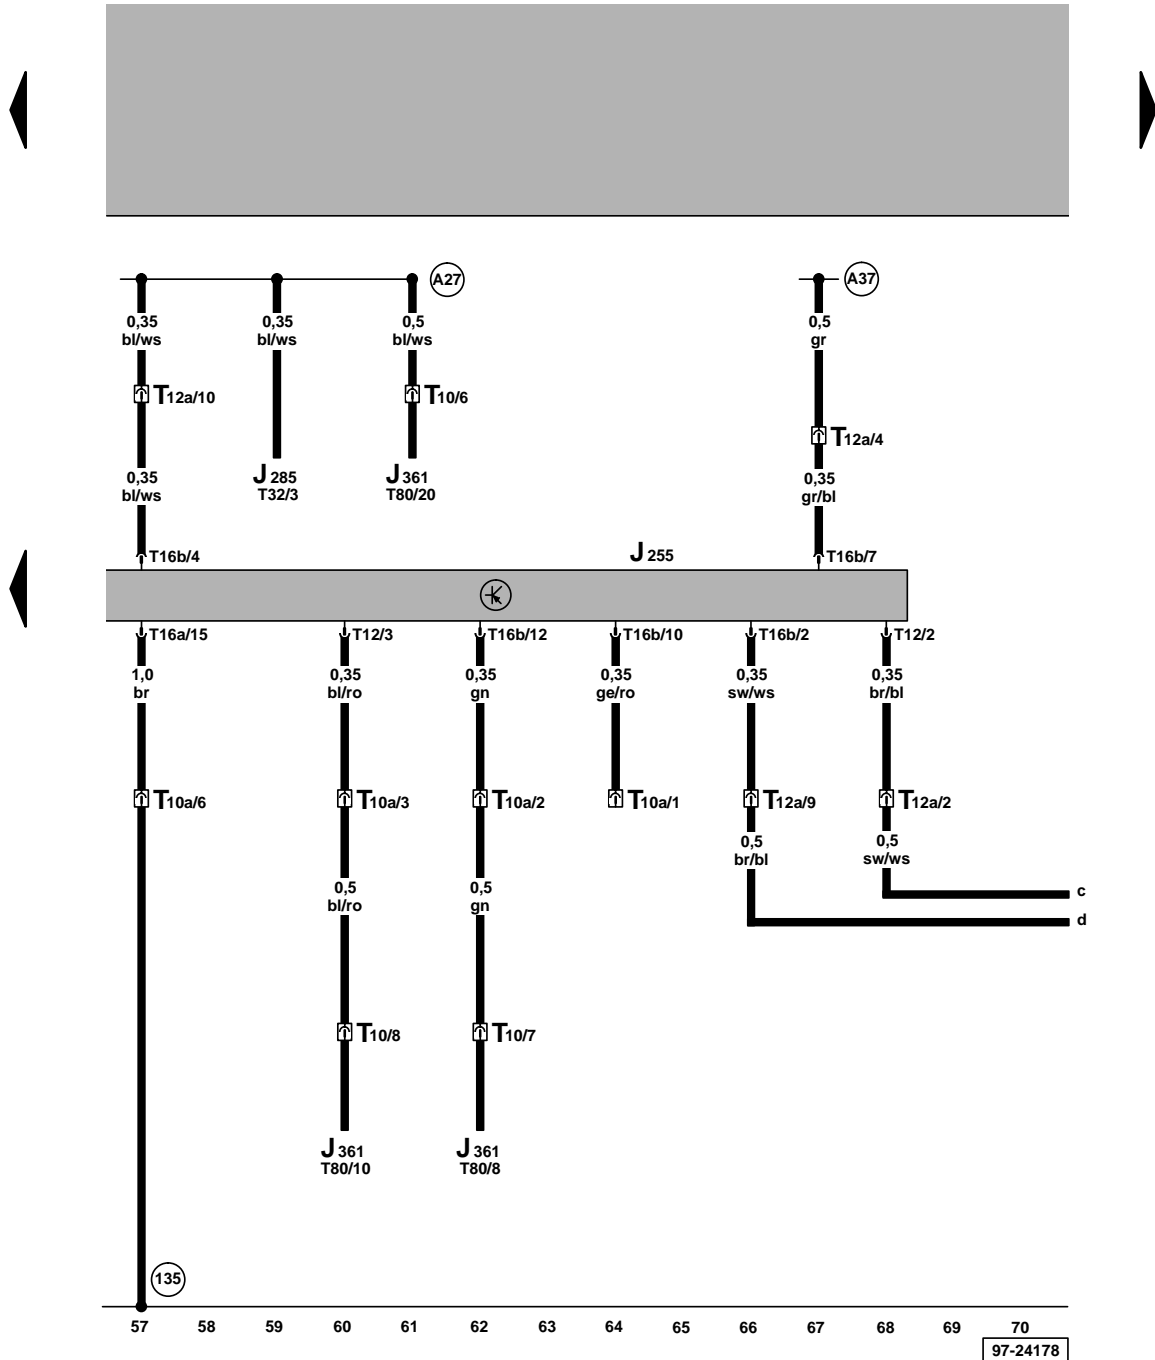 A27
A37
0,35
bl/ws
0,35
bl/ws
0,5
bl/ws
0,5
gr
T12a/10
T10/6
T12a/4
0,35
bl/ws
J 285
T32/3
J 361
T80/20
0,35
gr/bl
T16b/4
J 255
T16b/7
T16a/15
T12/3
T16b/12
T16b/10
T16b/2
T12/2
1,0
br
0,35
bl/ro
0,35
gn
0,35
ge/ro
0,35
sw/ws
0,35
br/bl
T10a/6
T10a/3
T10a/2
T10a/1
T12a/9
T12a/2
0,5
br/bl
0,5
sw/ws
0,5
bl/ro
0,5
gn
c
d
T10/8
T10/7
J 361
T80/10
J 361
T80/8
135
57 58 59 60 61 62 63 64 65 66 67 68 69 70
97-24178